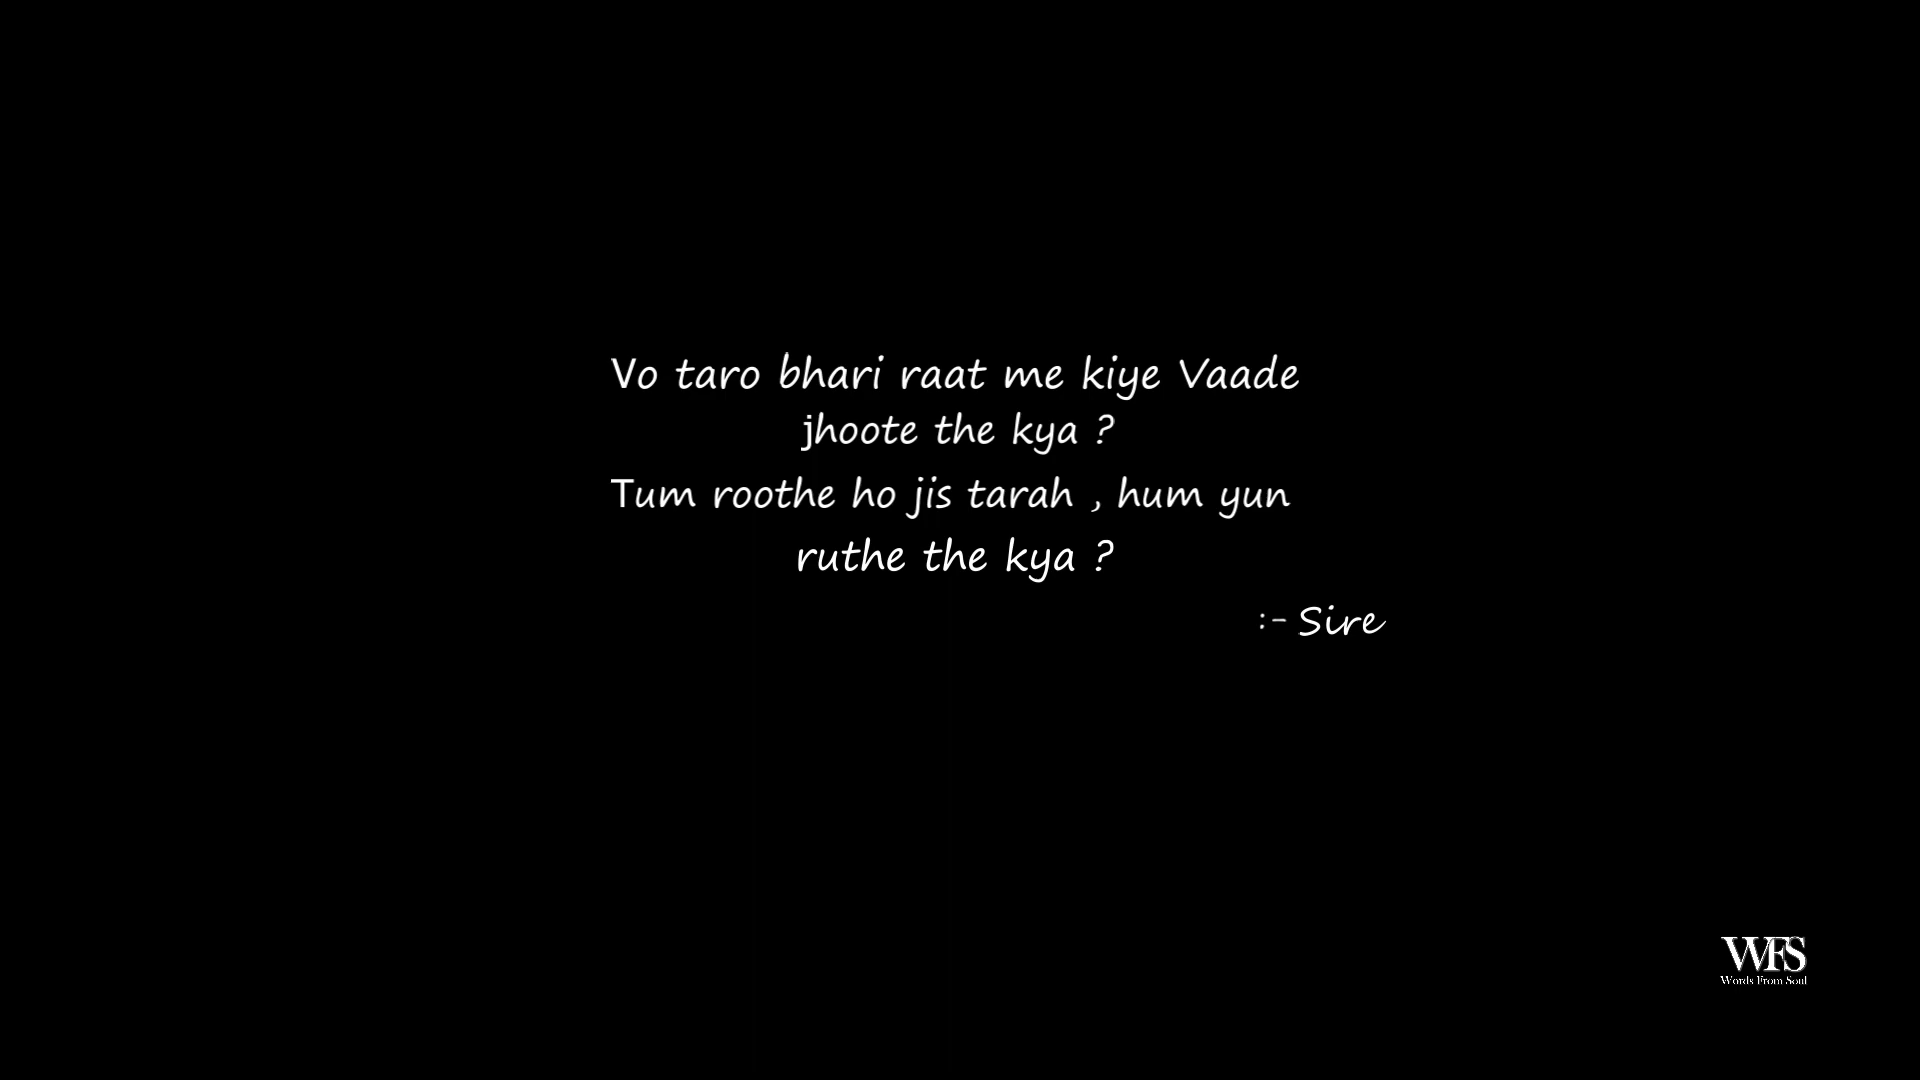 Vo taro bhari raat me kiye Vaade
jhoote the kya ?
Tum roothe ho jis tarah , hum yun
ruthe the kya ?
:- Sire
WFS
Words From Soul